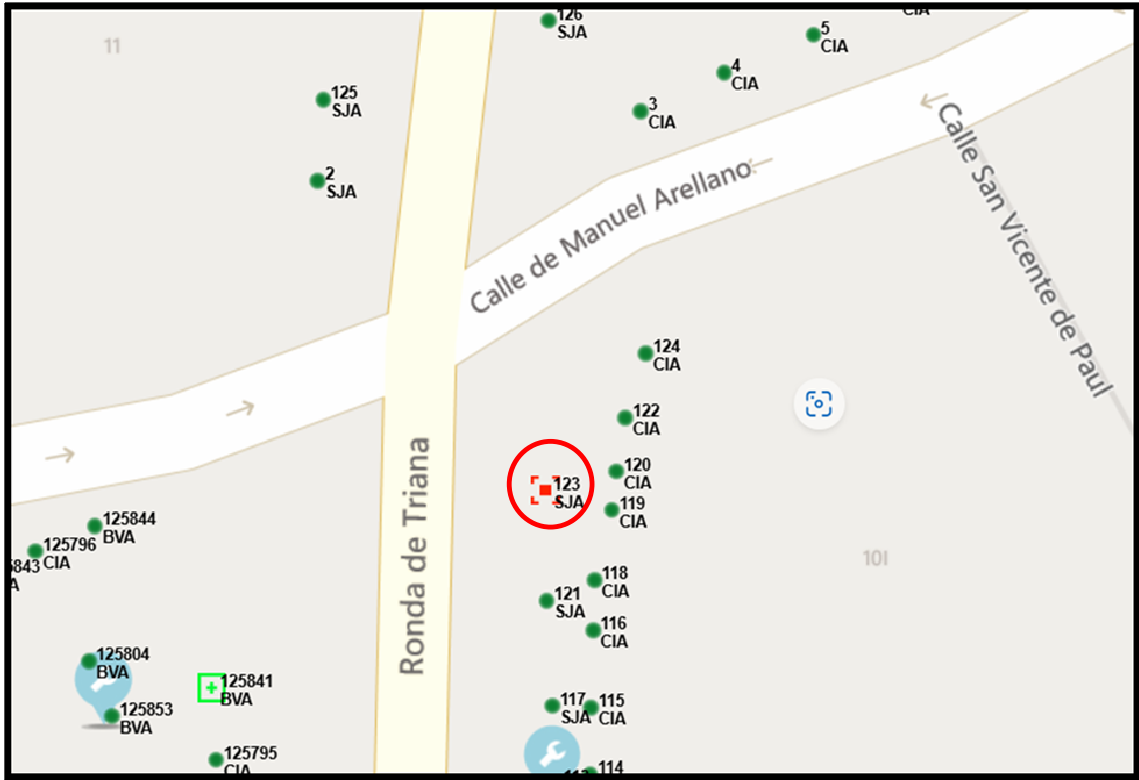 126
SJA
CIA
5
CIA
11
4
CIA
125
SJA
3
CIA
2
SJA
Calle de Manuel Arellano
Calle San Vicente de Paul
124
CIA
122
CIA
120
CIA
123
SJA
119
CIA
Ronda de Triana
125844
BVA
125796
CIA
10I
118
CIA
121
SJA
116
CIA
125804
BVA
125841
BVA
117
SJA
115
CIA
125853
BVA
125795
CIA
114